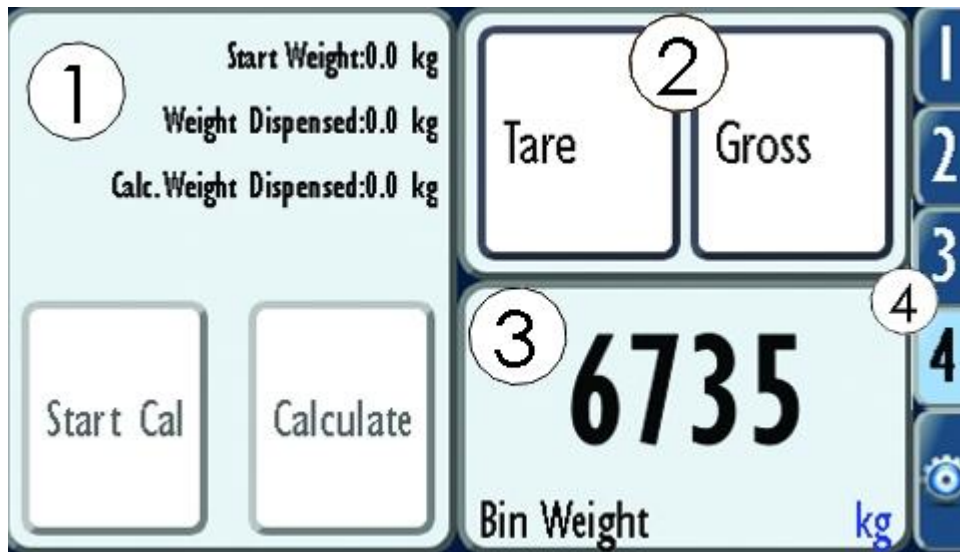 1
Start Weight:0.0 kg
Weight Dispensed:0.0 kg
Calc.Weight Dispensed:0.0 kg
Start Cal
Calculate
2
Tare
Gross
3
6735
Bin Weight
kg
1
2
3
4
4